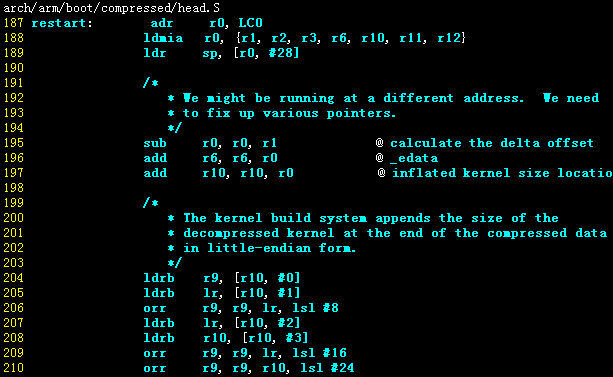 arch/arm/boot/compressed/head.S
187 restart: adr r0, LC0
188 ldmia r0, {r1, r2, r3, r6, r10, r11, r12}
189 ldr sp, [r0, #28]
190
191 /*
192 * We might be running at a different address. We need
193 * to fix up various pointers.
194 */
195 sub r0, r0, r1 @ calculate the delta offset
196 add r6, r6, r0 @ _edata
197 add r10, r10, r0 @ inflated kernel size locatio
198
199 /*
200 * The kernel build system appends the size of the
201 * decompressed kernel at the end of the compressed data
202 * in little-endian form.
203 */
204 ldrb r9, [r10, #0]
205 ldrb lr, [r10, #1]
206 orr r9, r9, lr, lsl #8
207 ldrb lr, [r10, #2]
208 ldrb r10, [r10, #3]
209 orr r9, r9, lr, lsl #16
210 orr r9, r9, r10, lsl #24